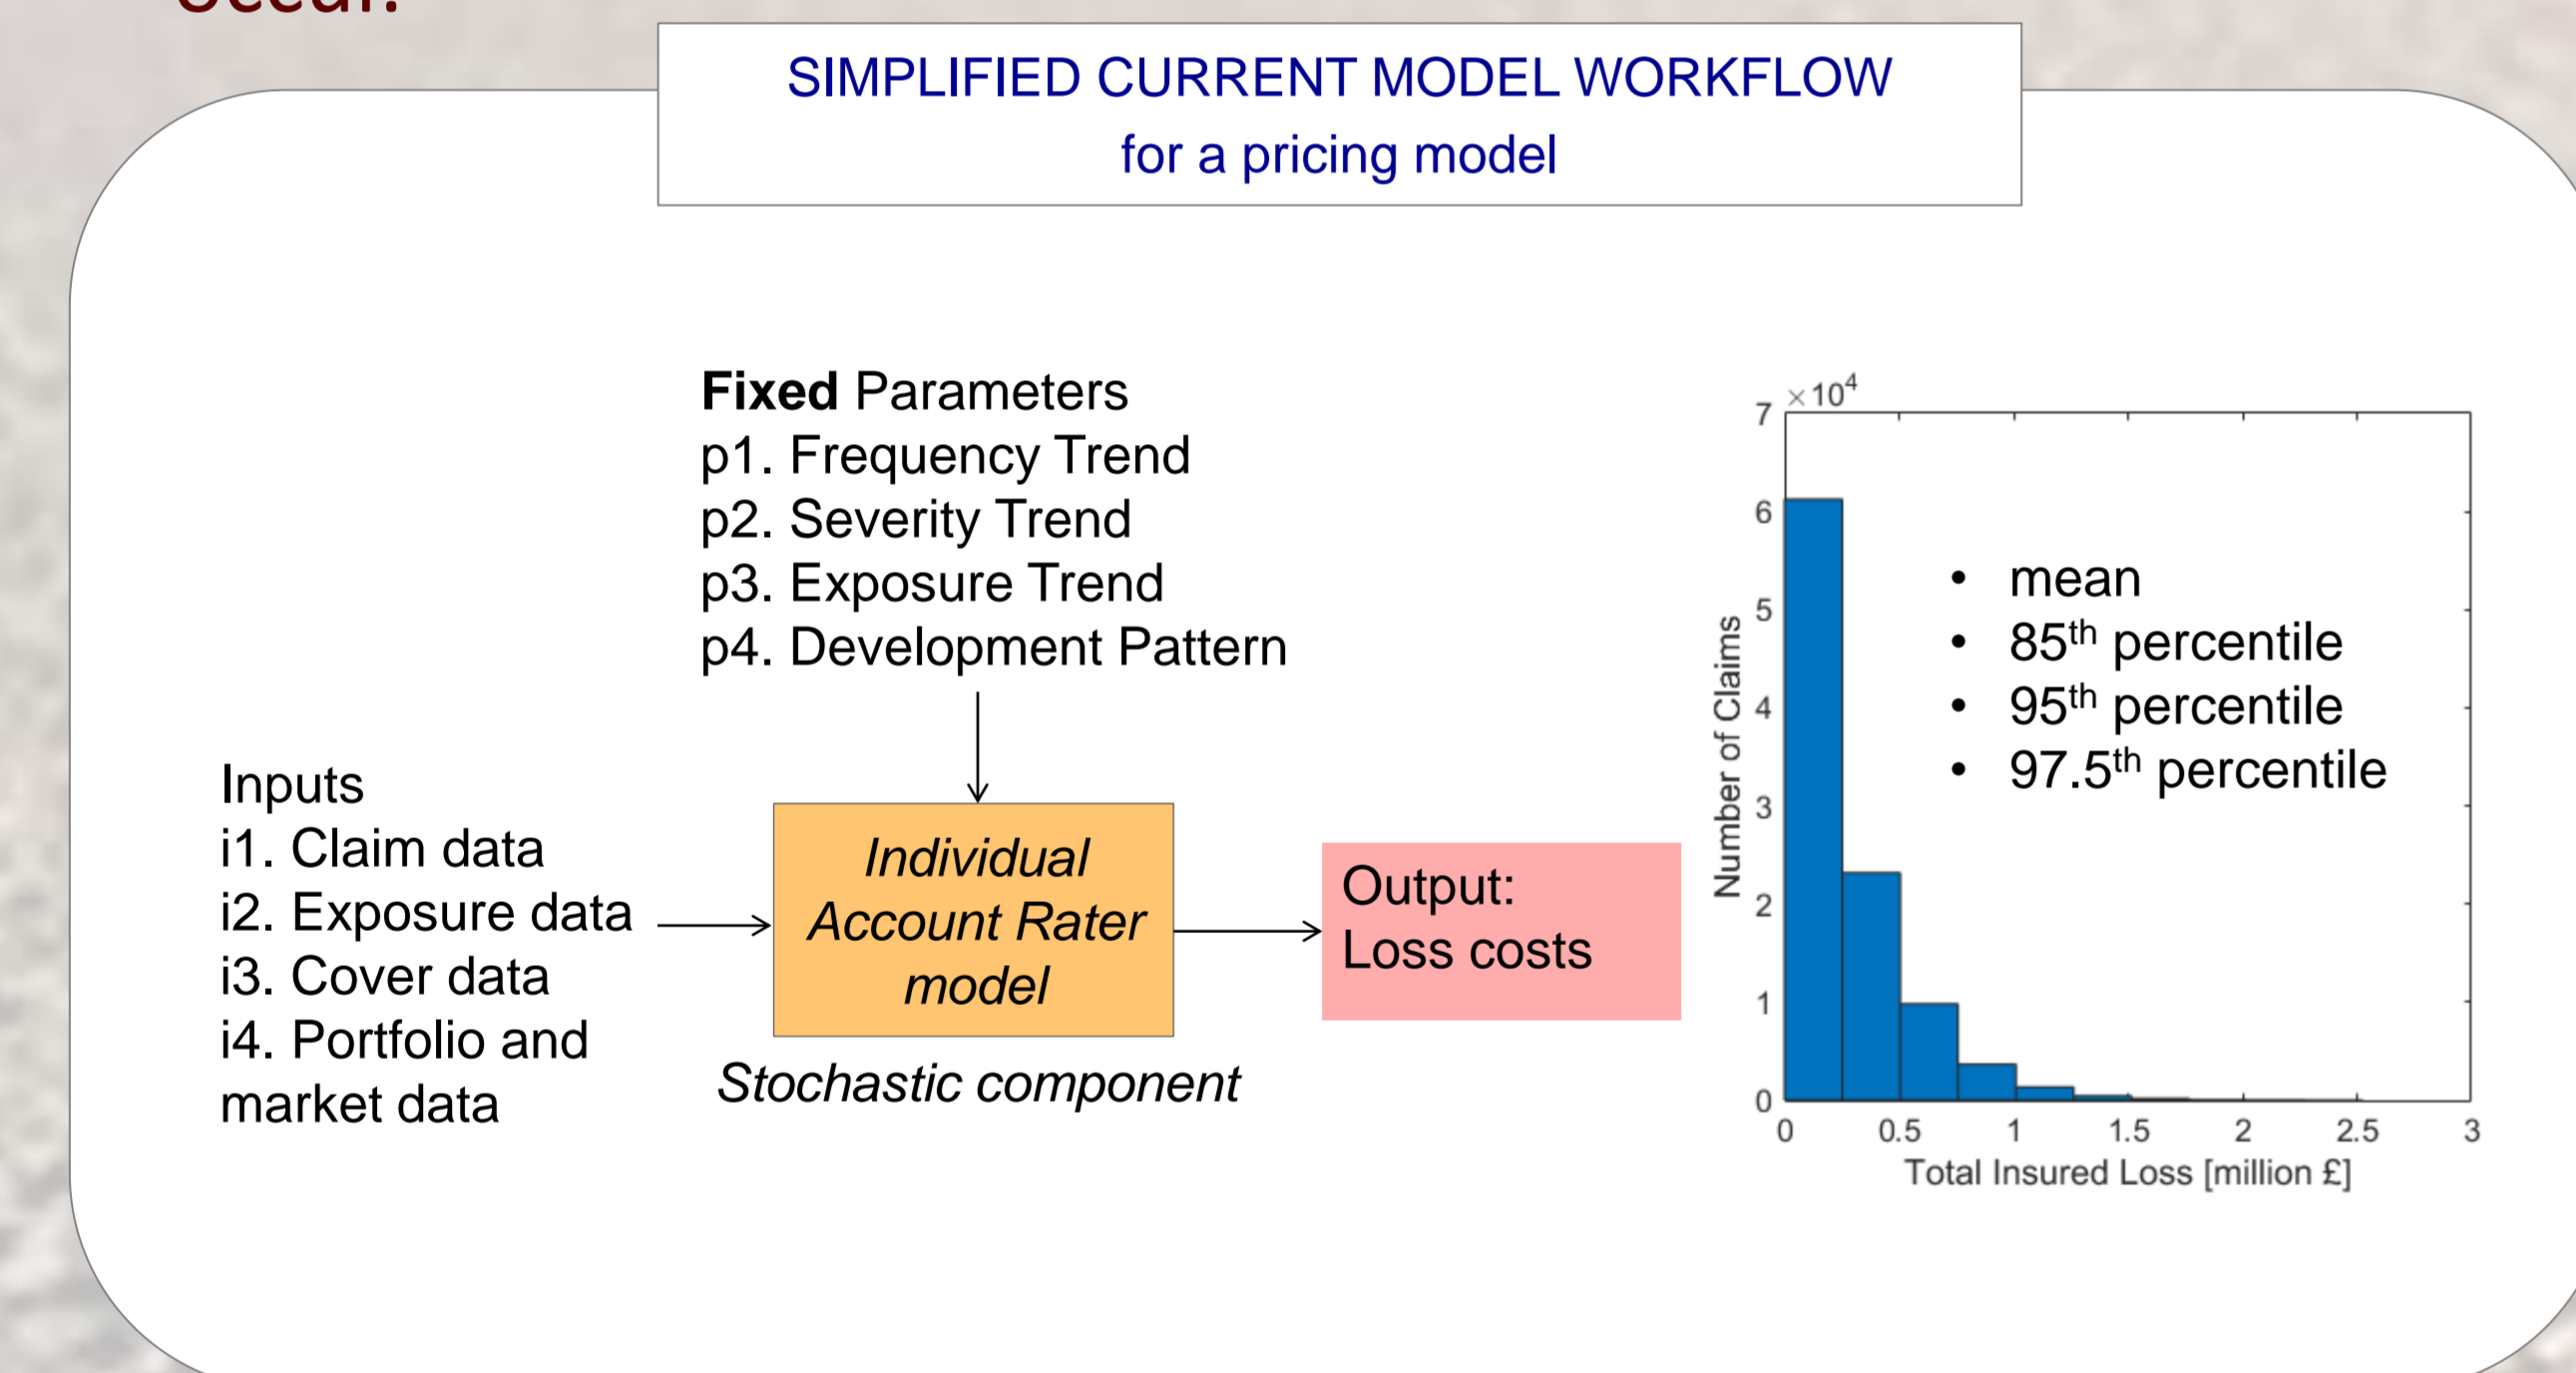 occur.
SIMPLIFIED CURRENT MODEL WORKFLOW
for a pricing model
Fixed Parameters
p1. Frequency Trend
p2. Severity Trend
p3. Exposure Trend
p4. Development Pattern
Inputs
i1. Claim data
i2. Exposure data
i3. Cover data
i4. Portfolio and
market data
Individual
Account Rater
model
Stochastic component
Output:
Loss costs
×10⁴
7
6
5
4
3
2
1
0
Number of Claims
• mean
• 85th percentile
• 95th percentile
• 97.5th percentile
0 0.5 1 1.5 2 2.5 3
Total Insured Loss [million £]